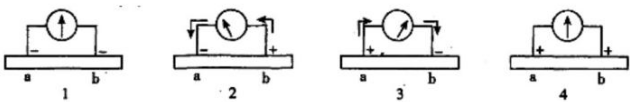 − − − + + − + +
a b a b a b a b
1 2 3 4